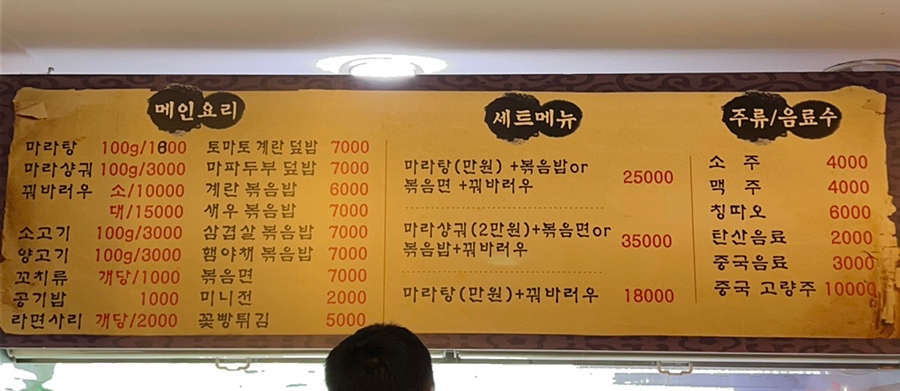 메인요리
마라탕 100g/1800
마라샹궈 100g/3000
꿔바러우 소/10000
대/15000
소고기 100g/3000
양고기 100g/3000
꼬치류 개당/1000
공기밥 1000
라면사리 개당/2000
토마토 계란 덮밥 7000
마파두부 덮밥 7000
계란 볶음밥 6000
새우 볶음밥 7000
삼겹살 볶음밥 7000
햄야채 볶음밥 7000
볶음면 7000
미니전 2000
꽃빵튀김 5000
세트메뉴
마라탕(만원)+볶음밥or
볶음면+꿔바러우 25000
마라샹궈(2만원)+볶음면or
볶음밥+꿔바러우 35000
마라탕(만원)+꿔바러우 18000
주류/음료수
소 주 4000
맥 주 4000
칭따오 6000
탄산음료 2000
중국음료 3000
중국 고량주 10000